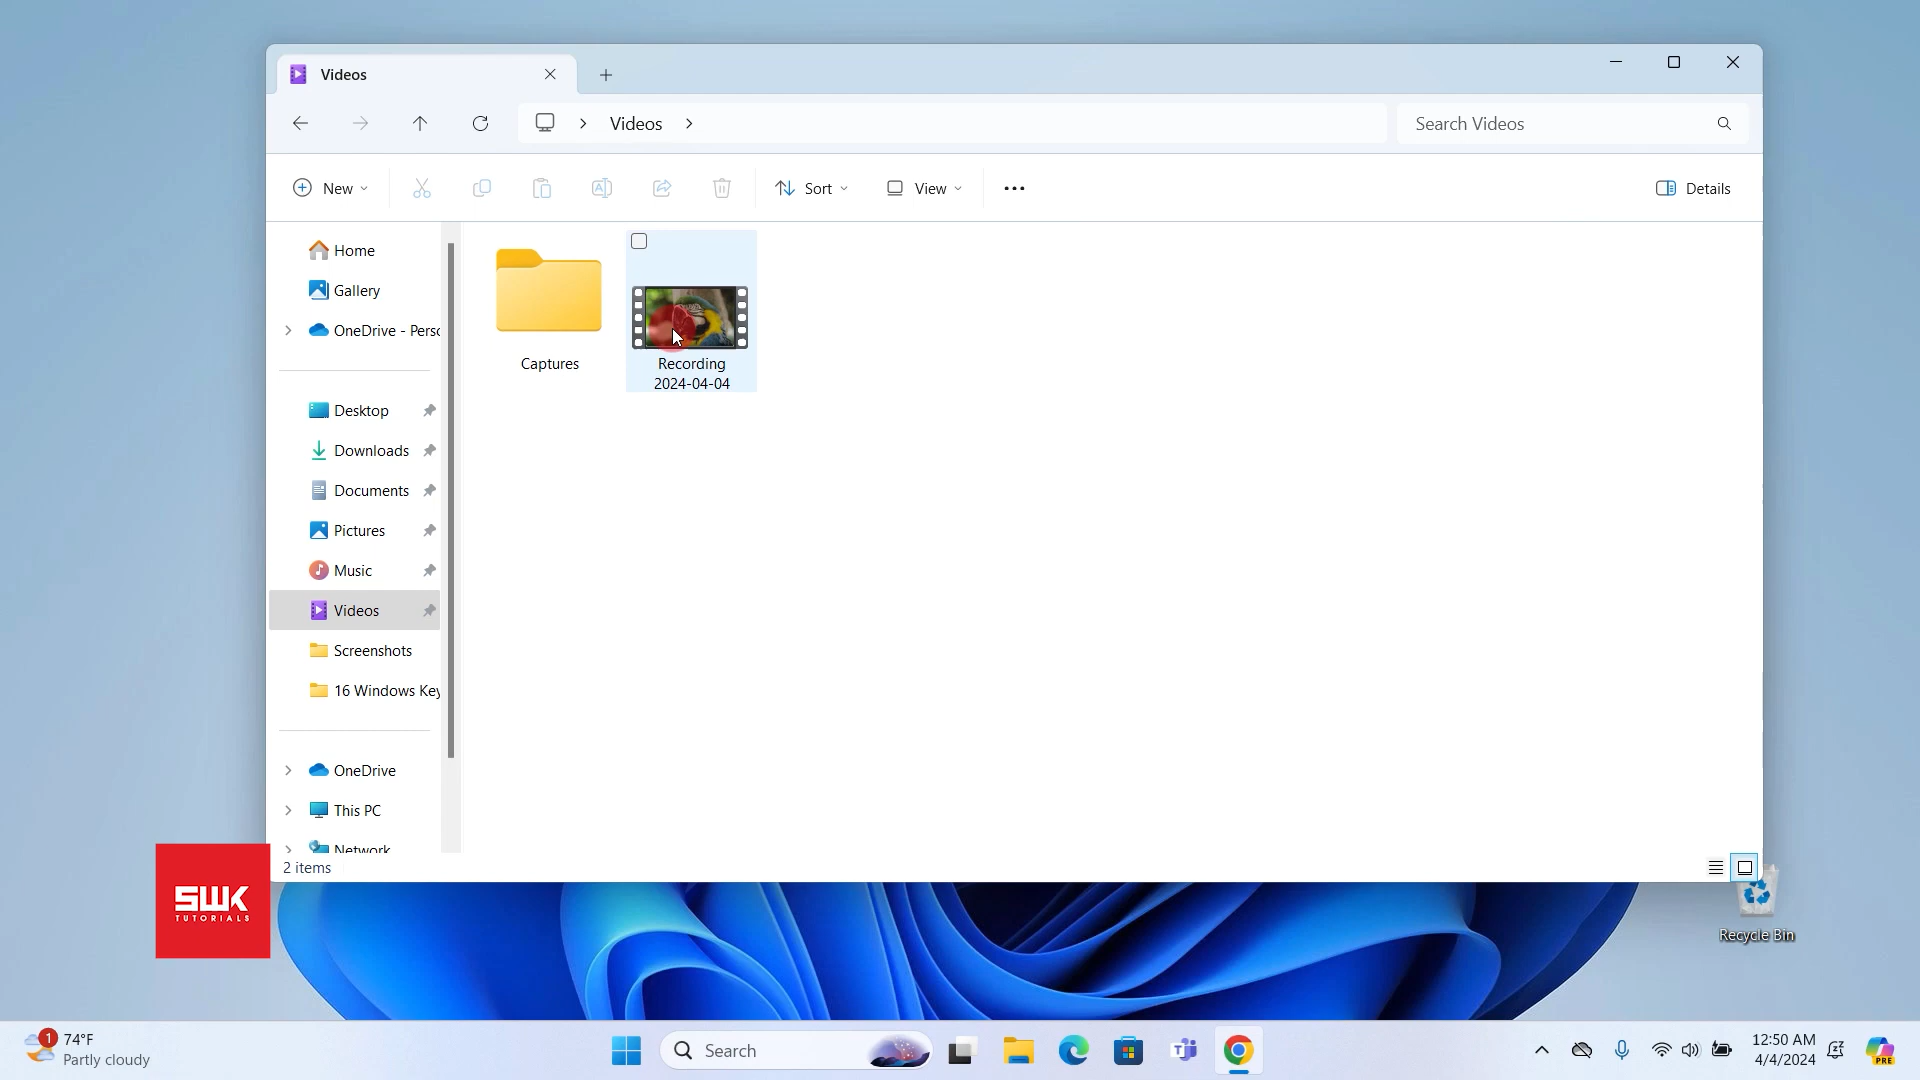 Videos
Videos
Search Videos
New
Sort
View
Details
Home
Gallery
OneDrive - Perso
Desktop
Downloads
Documents
Pictures
Music
Videos
Screenshots
16 Windows Key
OneDrive
This PC
Network
Captures
Recording
2024-04-04
2 items
SWK
TUTORIALS
Recycle Bin
1
74°F
Partly cloudy
Search
12:50 AM
4/4/2024
PRE